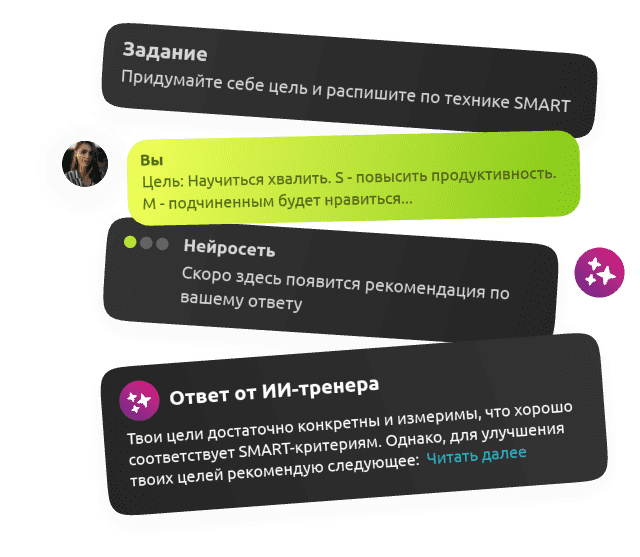 Задание
Придумайте себе цель и распишите по технике SMART
Вы
Цель: Научиться хвалить. S - повысить продуктивность.
M - подчиненным будет нравиться...
Нейросеть
Скоро здесь появится рекомендация по
вашему ответу
Ответ от ИИ-тренера
Твои цели достаточно конкретны и измеримы, что хорошо
соответствует SMART-критериям. Однако, для улучшения
твоих целей рекомендую следующее: Читать далее